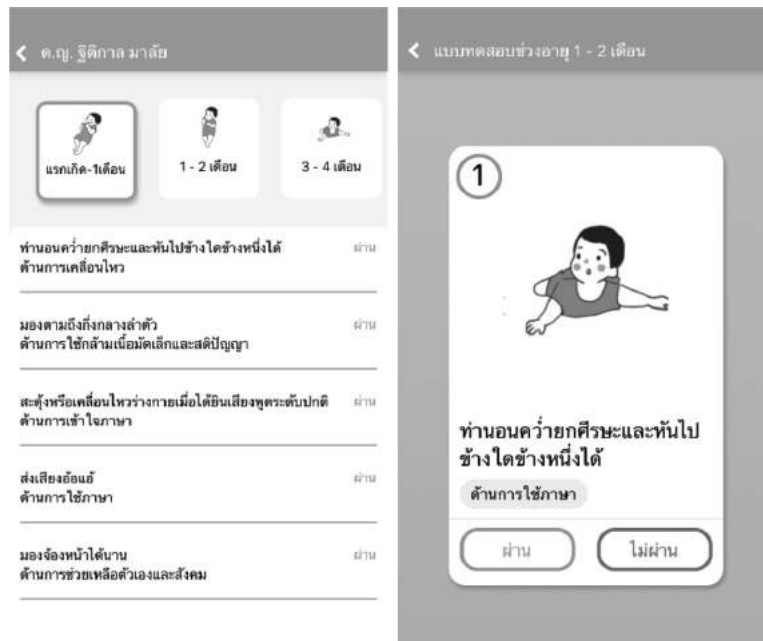 ด.ญ. ฐิติกาล มาลัย
แรกเกิด-1เดือน
1 - 2 เดือน
3 - 4 เดือน
ท่านอนคว่ำยกศีรษะและหันไปข้างใดข้างหนึ่งได้ ผ่าน
ด้านการเคลื่อนไหว
มองตามถึงกึ่งกลางลำตัว ผ่าน
ด้านการใช้กล้ามเนื้อมัดเล็กและสติปัญญา
สะดุ้งหรือเคลื่อนไหวร่างกายเมื่อได้ยินเสียงพูดระดับปกติ ผ่าน
ด้านการเข้าใจภาษา
ส่งเสียงอ้อแอ้ ผ่าน
ด้านการใช้ภาษา
มองจ้องหน้าได้นาน ผ่าน
ด้านการช่วยเหลือตัวเองและสังคม
แบบทดสอบช่วงอายุ 1 - 2 เดือน
1
ท่านอนคว่ำยกศีรษะและหันไป
ข้างใดข้างหนึ่งได้
ด้านการใช้ภาษา
ผ่าน
ไม่ผ่าน